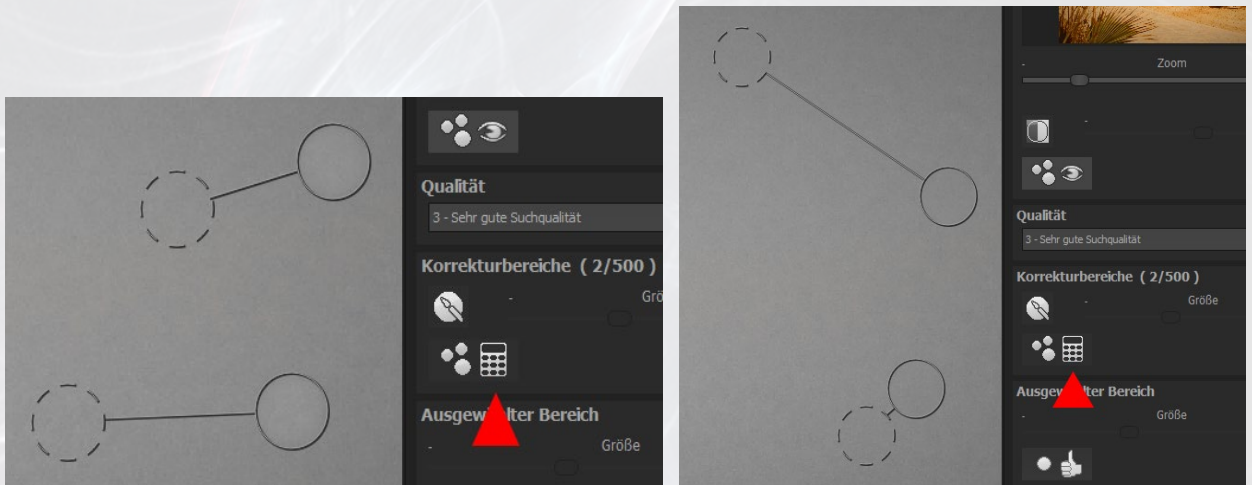 Qualität
3 - Sehr gute Suchqualität
Korrekturbereiche ( 2/500 )
-
Grö
Ausgew lter Bereich
-
Größe
-
Zoom
-
Qualität
3 - Sehr gute Suchqualität
Korrekturbereiche ( 2/500 )
-
Größe
Ausgew lter Bereich
-
Größe